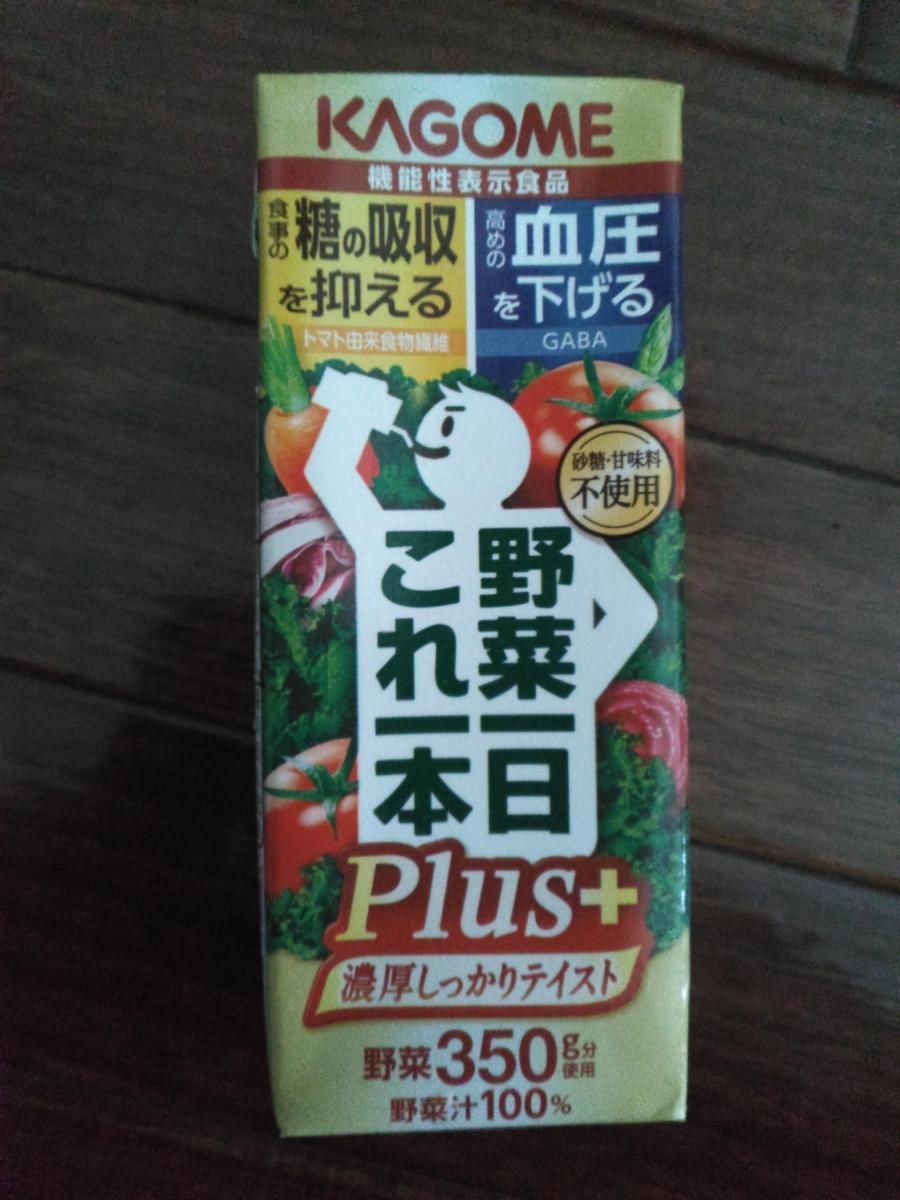 KAGOME
機能性表示食品
食事の
糖の吸収
を抑える
トマト由来食物繊維
高めの
血圧
を下げる
GABA
砂糖・甘味料
不使用
野菜一日
これ一本
Plus+
濃厚しっかりテイスト
野菜350g分使用
野菜汁100%